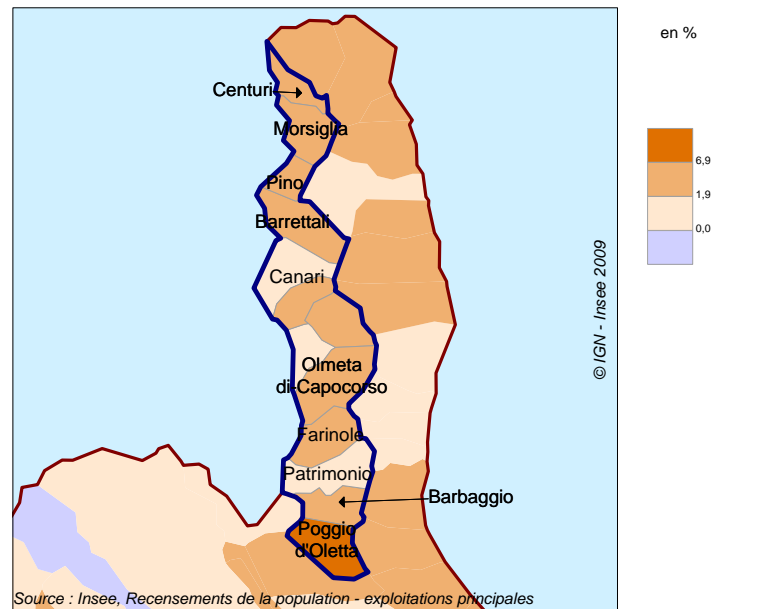 en %
6,9
1,9
0,0
Centuri
Morsiglia
Pino
Barrettali
Canari
Olmeta
di-Capocorso
Farinole
Patrimonio
Barbaggio
Poggio
d'Oletta
© IGN - Insee 2009
Source : Insee, Recensements de la population - exploitations principales